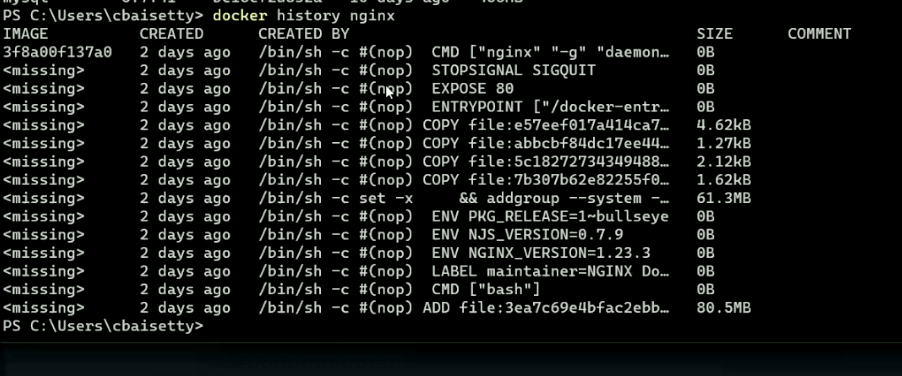 PS C:\Users\cbaisetty> docker history nginx
IMAGE CREATED CREATED BY SIZE COMMENT
3f8a00f137a0 2 days ago /bin/sh -c #(nop) CMD ["nginx" "-g" "daemon… 0B
<missing> 2 days ago /bin/sh -c #(nop) STOPSIGNAL SIGQUIT 0B
<missing> 2 days ago /bin/sh -c #(nop) EXPOSE 80 0B
<missing> 2 days ago /bin/sh -c #(nop) ENTRYPOINT ["/docker-entr… 0B
<missing> 2 days ago /bin/sh -c #(nop) COPY file:e57eef017a414ca7… 4.62kB
<missing> 2 days ago /bin/sh -c #(nop) COPY file:abbcbf84dc17ee44… 1.27kB
<missing> 2 days ago /bin/sh -c #(nop) COPY file:5c18272734349488… 2.12kB
<missing> 2 days ago /bin/sh -c #(nop) COPY file:7b307b62e82255f0… 1.62kB
<missing> 2 days ago /bin/sh -c set -x && addgroup --system -… 61.3MB
<missing> 2 days ago /bin/sh -c #(nop) ENV PKG_RELEASE=1~bullseye 0B
<missing> 2 days ago /bin/sh -c #(nop) ENV NJS_VERSION=0.7.9 0B
<missing> 2 days ago /bin/sh -c #(nop) ENV NGINX_VERSION=1.23.3 0B
<missing> 2 days ago /bin/sh -c #(nop) LABEL maintainer=NGINX Do… 0B
<missing> 2 days ago /bin/sh -c #(nop) CMD ["bash"] 0B
<missing> 2 days ago /bin/sh -c #(nop) ADD file:3ea7c69e4bfac2ebb… 80.5MB
PS C:\Users\cbaisetty>